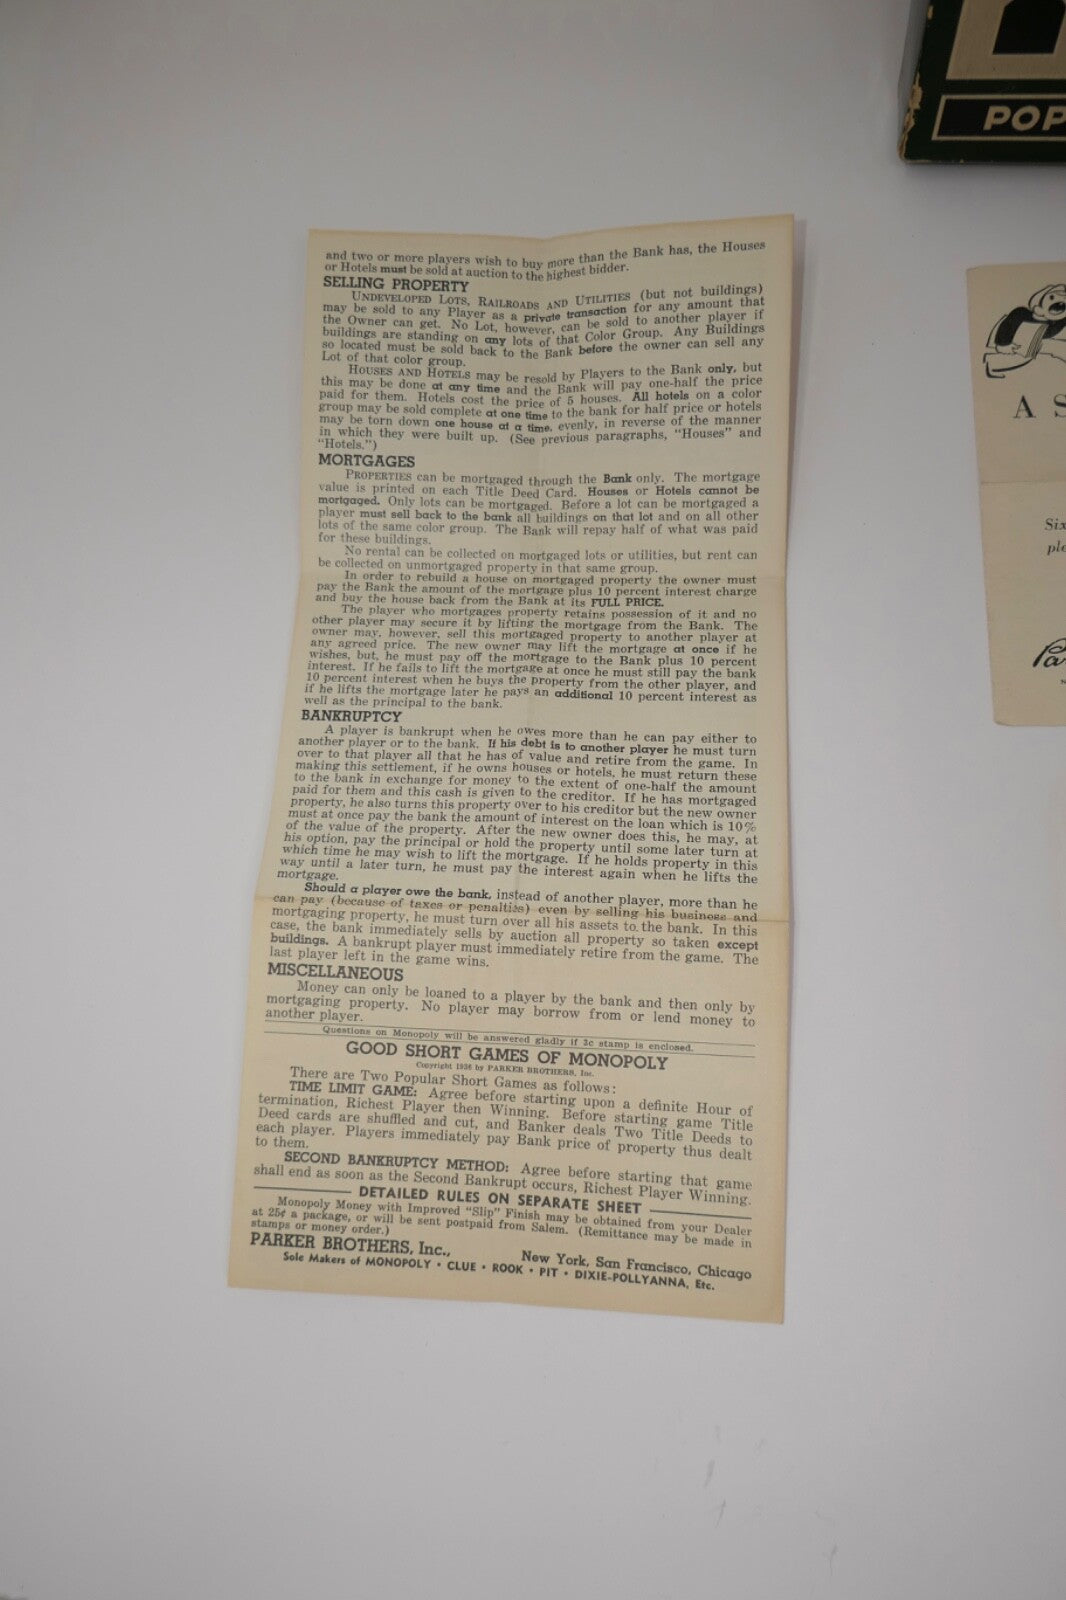 and two or more players wish to buy more than the Bank has, the Houses
or Hotels must be sold at auction to the highest bidder.
SELLING PROPERTY
UNDEVELOPED LOTS, RAILROADS AND UTILITIES (but not buildings)
may be sold to any Player as a private transaction for any amount that
the Owner can get. No Lot, however, can be sold to another player if
buildings are standing on any lots of that Color Group. Any Buildings
so located must be sold back to the Bank before the owner can sell any
Lot of that color group.
HOUSES AND HOTELS may be resold by Players to the Bank only, but
this may be done at any time and the Bank will pay one-half the price
paid for them. Hotels cost the price of 5 houses. All hotels on a color
group may be sold complete at one time to the bank for half price or hotels
may be torn down one house at a time, evenly, in reverse of the manner
in which they were built up. (See previous paragraphs, "Houses" and
"Hotels.")
MORTGAGES
PROPERTIES can be mortgaged through the Bank only. The mortgage
value is printed on each Title Deed Card. Houses or Hotels cannot be
mortgaged. Only lots can be mortgaged. Before a lot can be mortgaged a
player must sell back to the bank all buildings on that lot and on all other
lots of the same color group. The Bank will repay half of what was paid
for these buildings.
No rental can be collected on mortgaged lots or utilities, but rent can
be collected on unmortgaged property in that same group.
In order to rebuild a house on mortgaged property the owner must
pay the Bank the amount of the mortgage plus 10 percent interest charge
and buy the house back from the Bank at its FULL PRICE.
The player who mortgages property retains possession of it and no
other player may secure it by lifting the mortgage from the Bank. The
owner may, however, sell this mortgaged property to another player at
any agreed price. The new owner may lift the mortgage at once if he
wishes, but, he must pay off the mortgage to the Bank plus 10 percent
interest. If he fails to lift the mortgage at once he must still pay the bank
10 percent interest when he buys the property from the other player, and
if he lifts the mortgage later he pays an additional 10 percent interest as
well as the principal to the bank.
BANKRUPTCY
A player is bankrupt when he owes more than he can pay either to
another player or to the bank. If his debt is to another player he must turn
over to that player all that he has of value and retire from the game. In
making this settlement, if he owns houses or hotels, he must return these
to the bank in exchange for money to the extent of one-half the amount
paid for them and this cash is given to the creditor. If he has mortgaged
property, he also turns this property over to his creditor but the new owner
must at once pay the bank the amount of interest on the loan which is 10%
of the value of the property. After the new owner does this, he may, at
his option, pay the principal or hold the property until some later turn at
which time he may wish to lift the mortgage. If he holds property in this
way until a later turn, he must pay the interest again when he lifts the
mortgage.
Should a player owe the bank, instead of another player, more than he
can pay (because of taxes or penalties) even by selling his business and
mortgaging property, he must turn over all his assets to the bank. In this
case, the bank immediately sells by auction all property so taken except
buildings. A bankrupt player must immediately retire from the game. The
last player left in the game wins.
MISCELLANEOUS
Money can only be loaned to a player by the bank and then only by
mortgaging property. No player may borrow from or lend money to
another player.
Questions on Monopoly will be answered gladly if 3c stamp is enclosed.
GOOD SHORT GAMES OF MONOPOLY
Copyright 1936 by PARKER BROTHERS, Inc.
There are Two Popular Short Games as follows:
TIME LIMIT GAME: Agree before starting upon a definite Hour of
termination, Richest Player then Winning. Before starting game Title
Deed cards are shuffled and cut, and Banker deals Two Title Deeds to
each player. Players immediately pay Bank price of property thus dealt
to them.
SECOND BANKRUPTCY METHOD: Agree before starting that game
shall end as soon as the Second Bankrupt occurs, Richest Player Winning.
DETAILED RULES ON SEPARATE SHEET
Monopoly Money with Improved "Slip" Finish may be obtained from your Dealer
at 25¢ a package, or will be sent postpaid from Salem. (Remittance may be made in
stamps or money order.)
PARKER BROTHERS, Inc., New York, San Francisco, Chicago
Sole Makers of MONOPOLY • CLUE • ROOK • PIT • DIXIE-POLLYANNA, Etc.
POP
A S
Six
ple
Pa